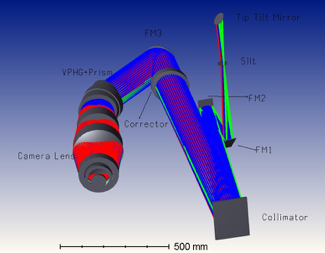 FM3
Tip Tilt Mirror
VPHG+Prism
Slit
FM2
Corrector
FM1
Camera Lens
Collimator
500 mm